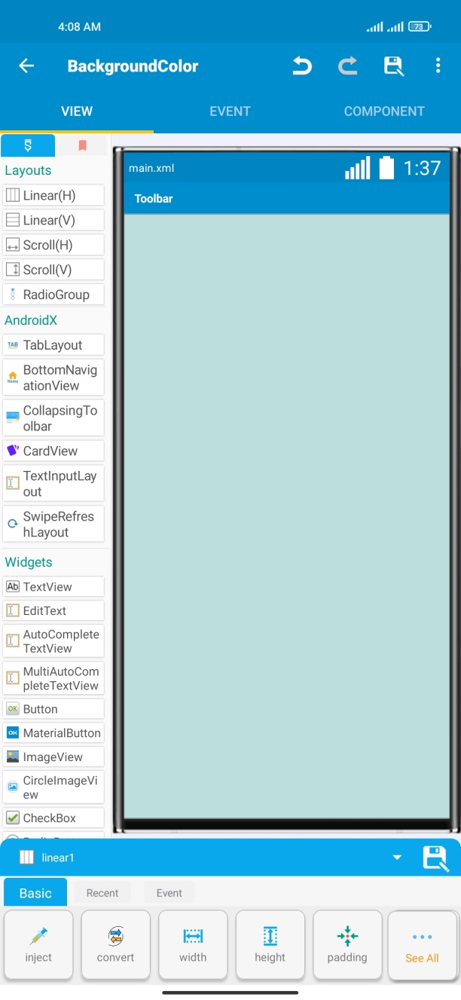 4:08 AM
73
BackgroundColor
VIEW
EVENT
COMPONENT
Layouts
Linear(H)
Linear(V)
Scroll(H)
Scroll(V)
RadioGroup
AndroidX
TAB
TabLayout
Home
BottomNavig
ationView
CollapsingTo
olbar
CardView
TextInputLay
out
SwipeRefres
hLayout
Widgets
Ab
TextView
EditText
AutoComplete
TextView
MultiAutoCom
pleteTextView
OK
Button
OK
MaterialButton
ImageView
CircleImageVi
ew
CheckBox
main.xml
1:37
Toolbar
linear1
Basic
Recent
Event
inject
convert
width
height
padding
See All